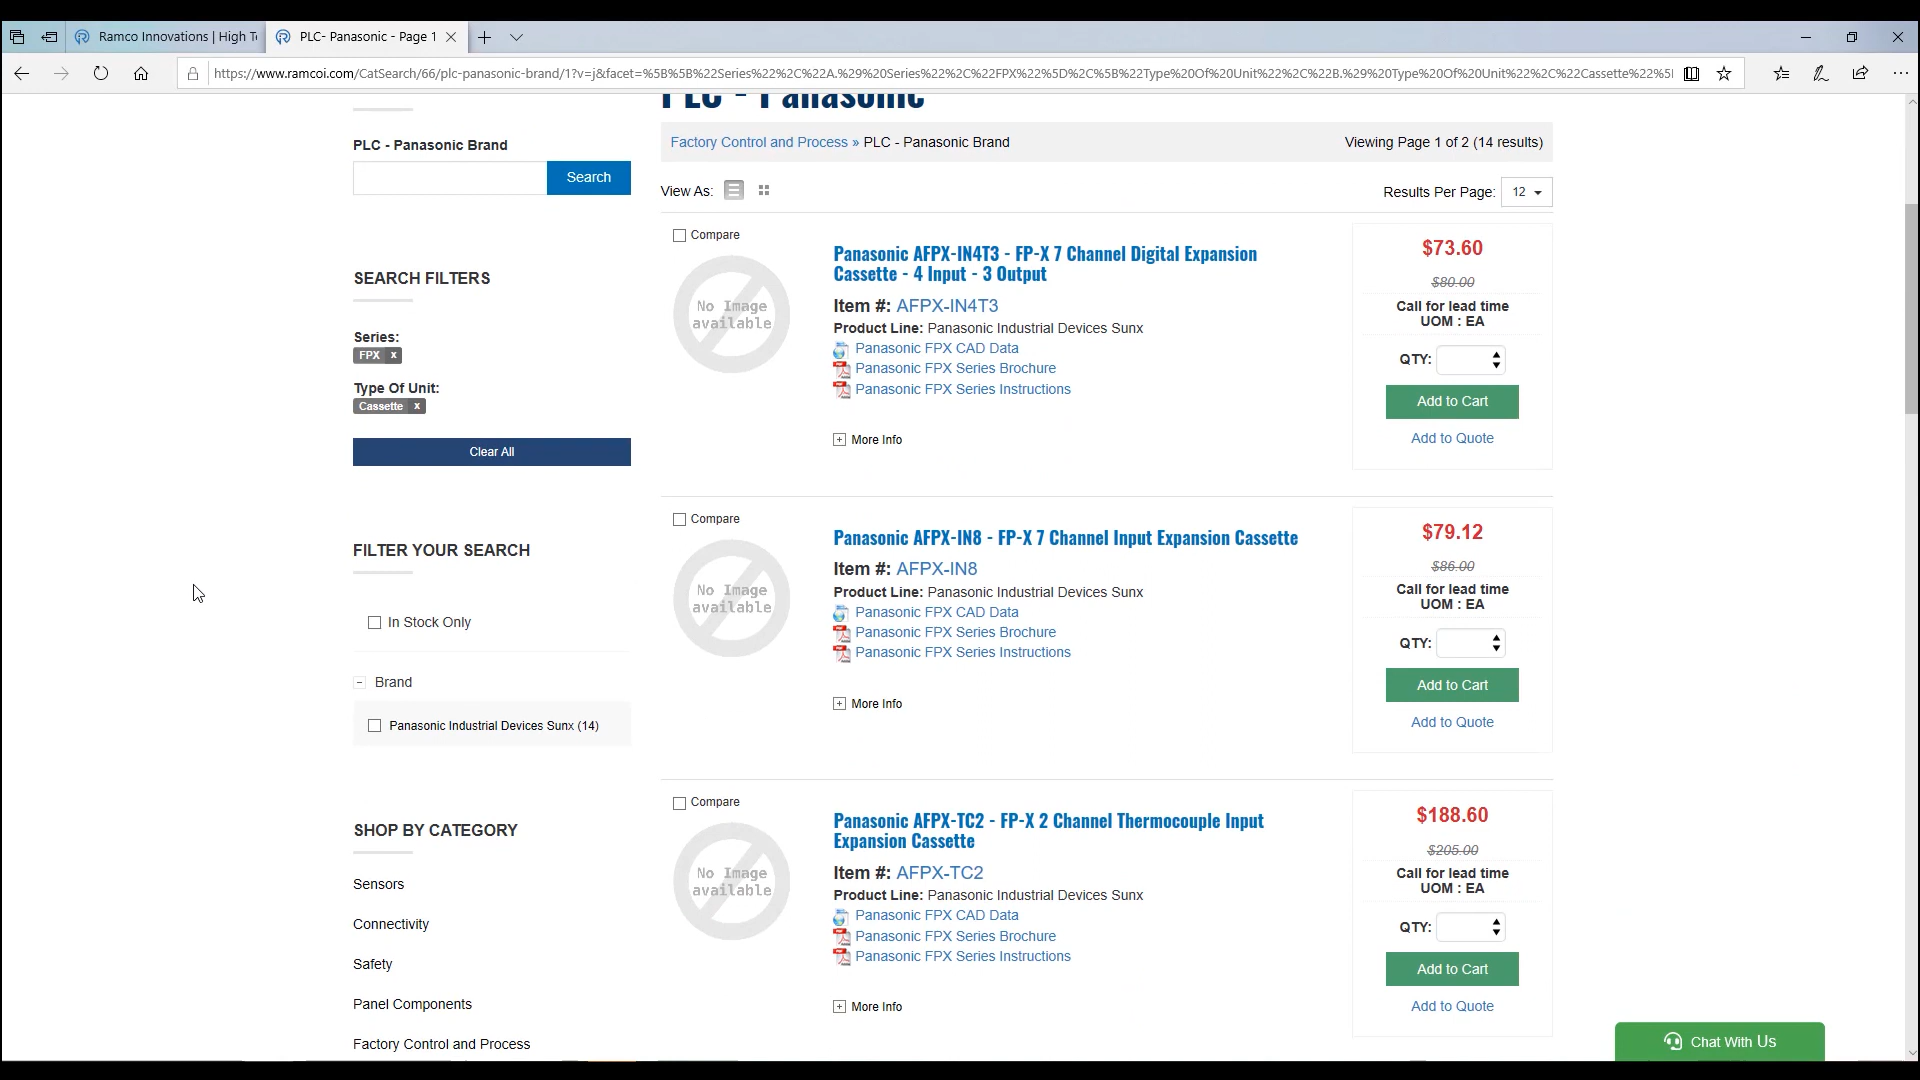 Ramco Innovations | High T
PLC- Panasonic - Page 1
https://www.ramcoi.com/CatSearch/66/plc-panasonic-brand/1?v=j&facet=%5B%5B%22Series%22%2C%22A.%29%20Series%22%2C%22FPX%22%5D%2C%5B%22Type%20Of%20Unit%22%2C%22B.%29%20Type%20Of%20Unit%22%2C%22Cassette%22%5
PLC - Panasonic
PLC - Panasonic Brand
Search
Factory Control and Process » PLC - Panasonic Brand
Viewing Page 1 of 2 (14 results)
View As:
Results Per Page: 12
SEARCH FILTERS
Series:
FPX x
Type Of Unit:
Cassette x
Clear All
FILTER YOUR SEARCH
In Stock Only
Brand
Panasonic Industrial Devices Sunx (14)
SHOP BY CATEGORY
Sensors
Connectivity
Safety
Panel Components
Factory Control and Process
Compare
No Image
available
Panasonic AFPX-IN4T3 - FP-X 7 Channel Digital Expansion
Cassette - 4 Input - 3 Output
Item #: AFPX-IN4T3
Product Line: Panasonic Industrial Devices Sunx
Panasonic FPX CAD Data
Panasonic FPX Series Brochure
Panasonic FPX Series Instructions
More Info
$73.60
$80.00
Call for lead time
UOM : EA
QTY:
Add to Cart
Add to Quote
Compare
No Image
available
Panasonic AFPX-IN8 - FP-X 7 Channel Input Expansion Cassette
Item #: AFPX-IN8
Product Line: Panasonic Industrial Devices Sunx
Panasonic FPX CAD Data
Panasonic FPX Series Brochure
Panasonic FPX Series Instructions
More Info
$79.12
$86.00
Call for lead time
UOM : EA
QTY:
Add to Cart
Add to Quote
Compare
No Image
available
Panasonic AFPX-TC2 - FP-X 2 Channel Thermocouple Input
Expansion Cassette
Item #: AFPX-TC2
Product Line: Panasonic Industrial Devices Sunx
Panasonic FPX CAD Data
Panasonic FPX Series Brochure
Panasonic FPX Series Instructions
More Info
$188.60
$205.00
Call for lead time
UOM : EA
QTY:
Add to Cart
Add to Quote
Chat With Us